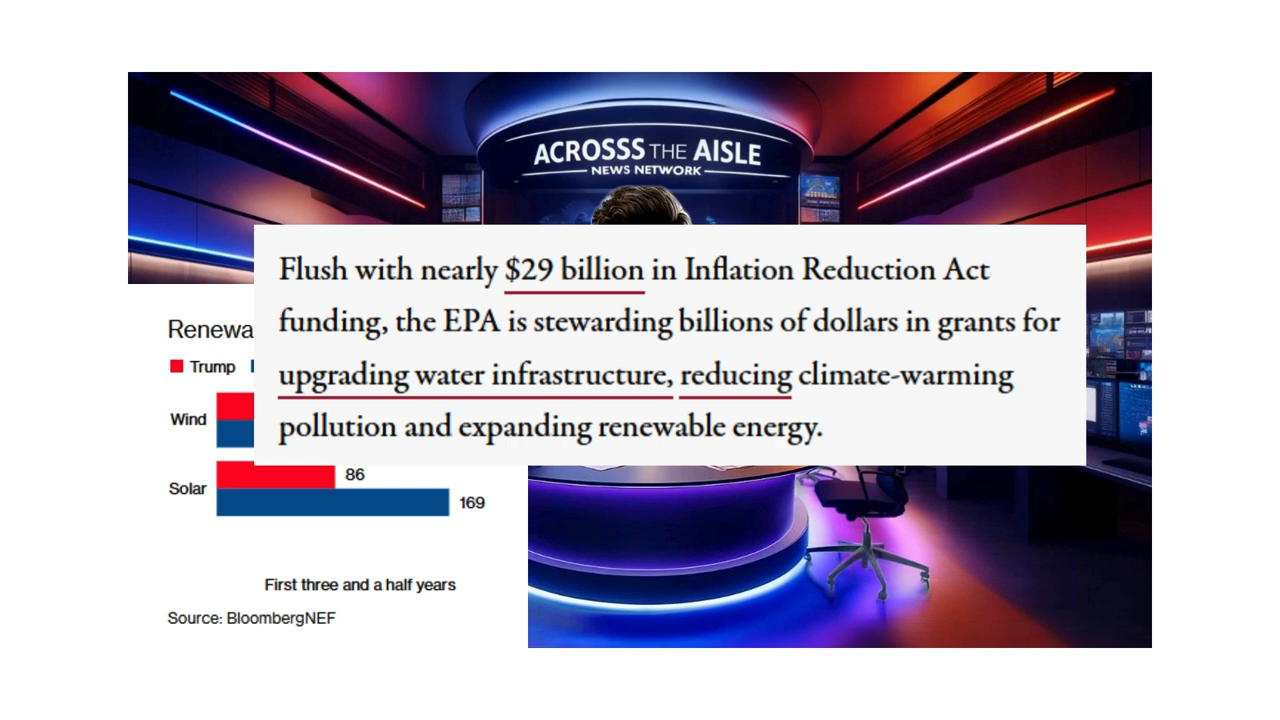 ACROSSS THE AISLE
NEWS NETWORK
Flush with nearly $29 billion in Inflation Reduction Act
funding, the EPA is stewarding billions of dollars in grants for
upgrading water infrastructure, reducing climate-warming
pollution and expanding renewable energy.
Trump
Wind
Solar
86
169
First three and a half years
Source: BloombergNEF